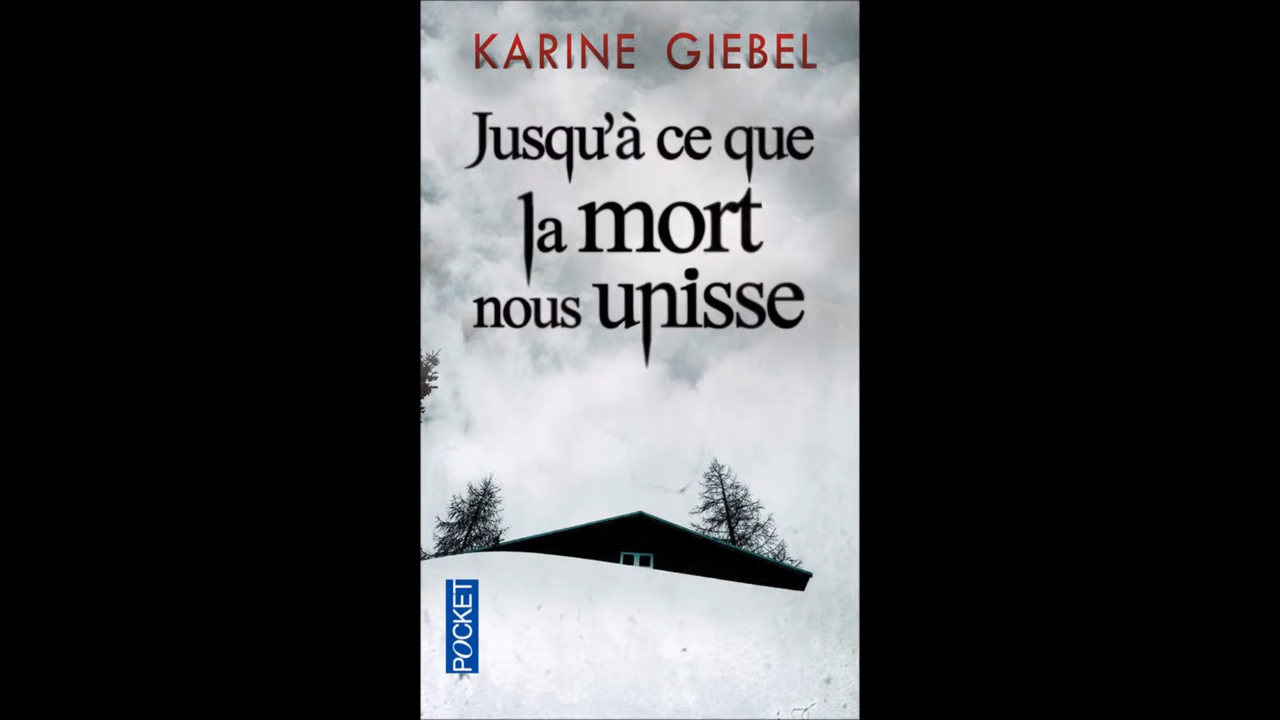 KARINE GIEBEL
Jusqu'à ce que
la mort
nous unisse
POCKET